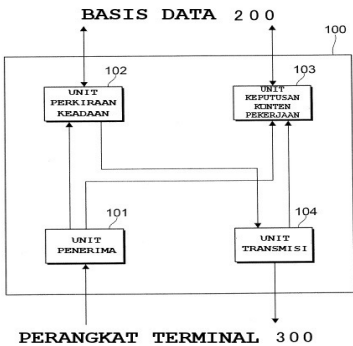 BASIS DATA 200
100
102
UNIT
PERKIRAAN
KEADAAN
103
UNIT
KEPUTUSAN
KONTEN
PEKERJAAN
101
UNIT
PENERIMA
104
UNIT
TRANSMISI
PERANGKAT TERMINAL 300